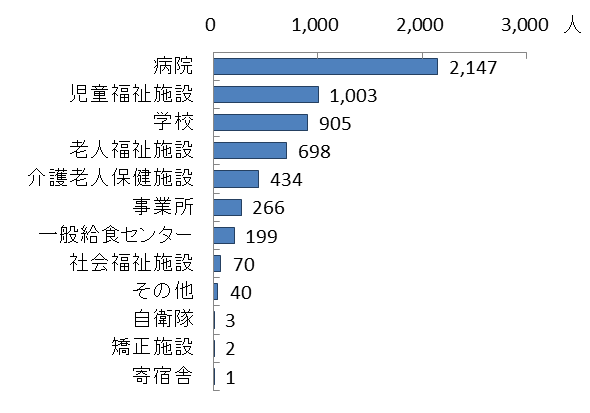 0 1,000 2,000 3,000 人
病院 2,147
児童福祉施設 1,003
学校 905
老人福祉施設 698
介護老人保健施設 434
事業所 266
一般給食センター 199
社会福祉施設 70
その他 40
自衛隊 3
矯正施設 2
寄宿舎 1